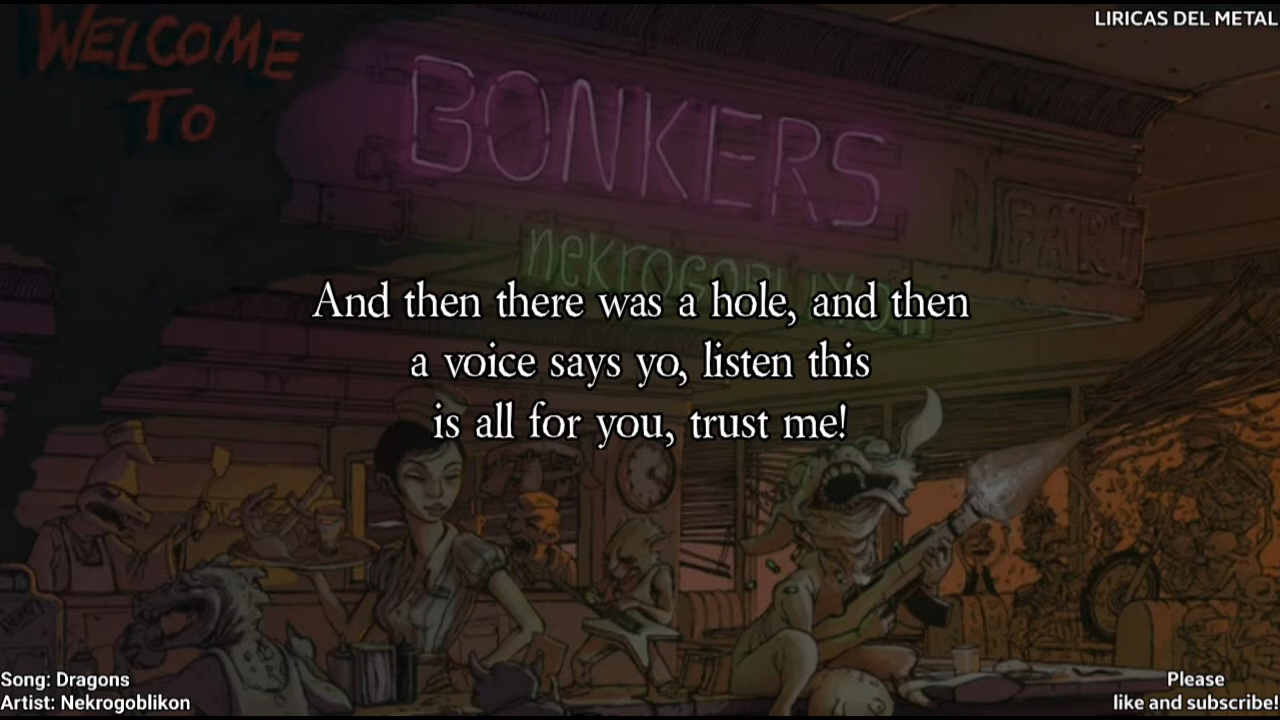 WELCOME
TO
LIRICAS DEL METAL
BONKERS
nekrogoblikon
And then there was a hole, and then
a voice says yo, listen this
is all for you, trust me!
Song: Dragons
Artist: Nekrogoblikon
Please
like and subscribe!